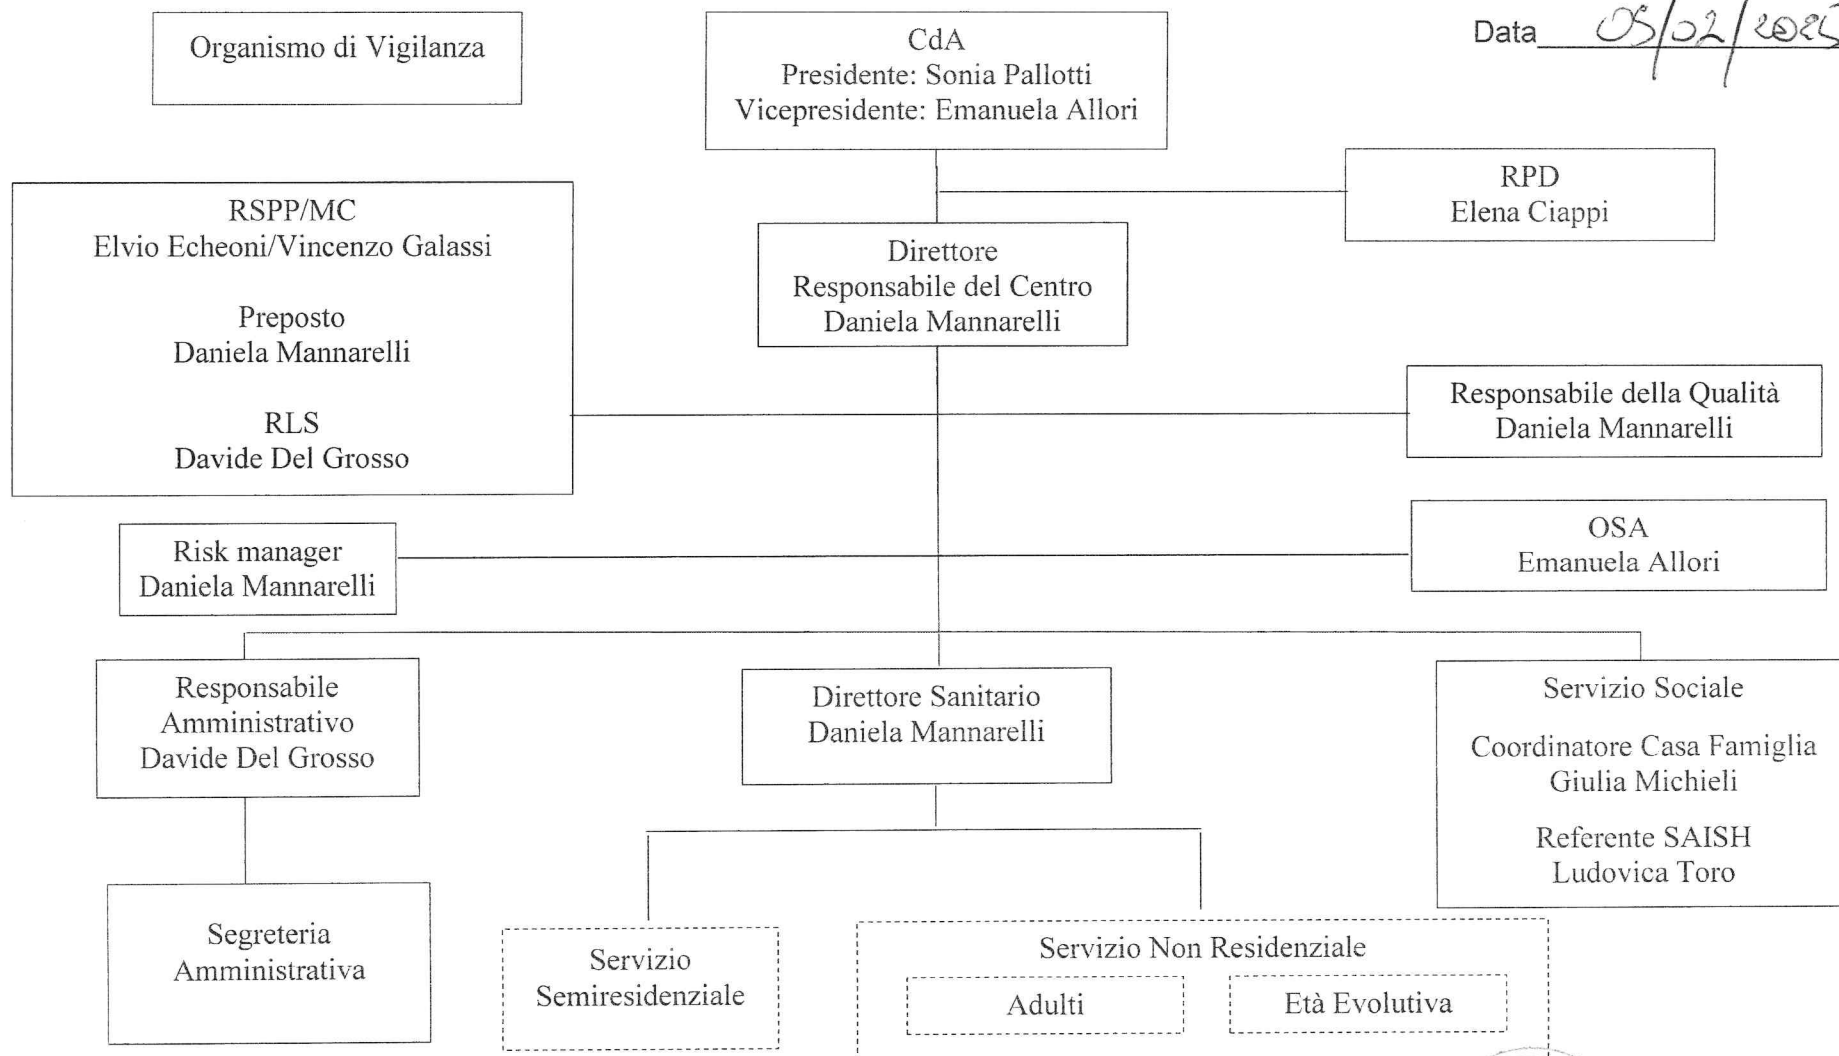 Organismo di Vigilanza
CdA
Presidente: Sonia Pallotti
Vicepresidente: Emanuela Allori
Data 05/02/2025
RPD
Elena Ciappi
RSPP/MC
Elvio Echeoni/Vincenzo Galassi
Preposto
Daniela Mannarelli
RLS
Davide Del Grosso
Direttore
Responsabile del Centro
Daniela Mannarelli
Responsabile della Qualità
Daniela Mannarelli
Risk manager
Daniela Mannarelli
OSA
Emanuela Allori
Responsabile
Amministrativo
Davide Del Grosso
Direttore Sanitario
Daniela Mannarelli
Servizio Sociale
Coordinatore Casa Famiglia
Giulia Michieli
Referente SAISH
Ludovica Toro
Segreteria
Amministrativa
Servizio
Semiresidenziale
Servizio Non Residenziale
Adulti
Età Evolutiva